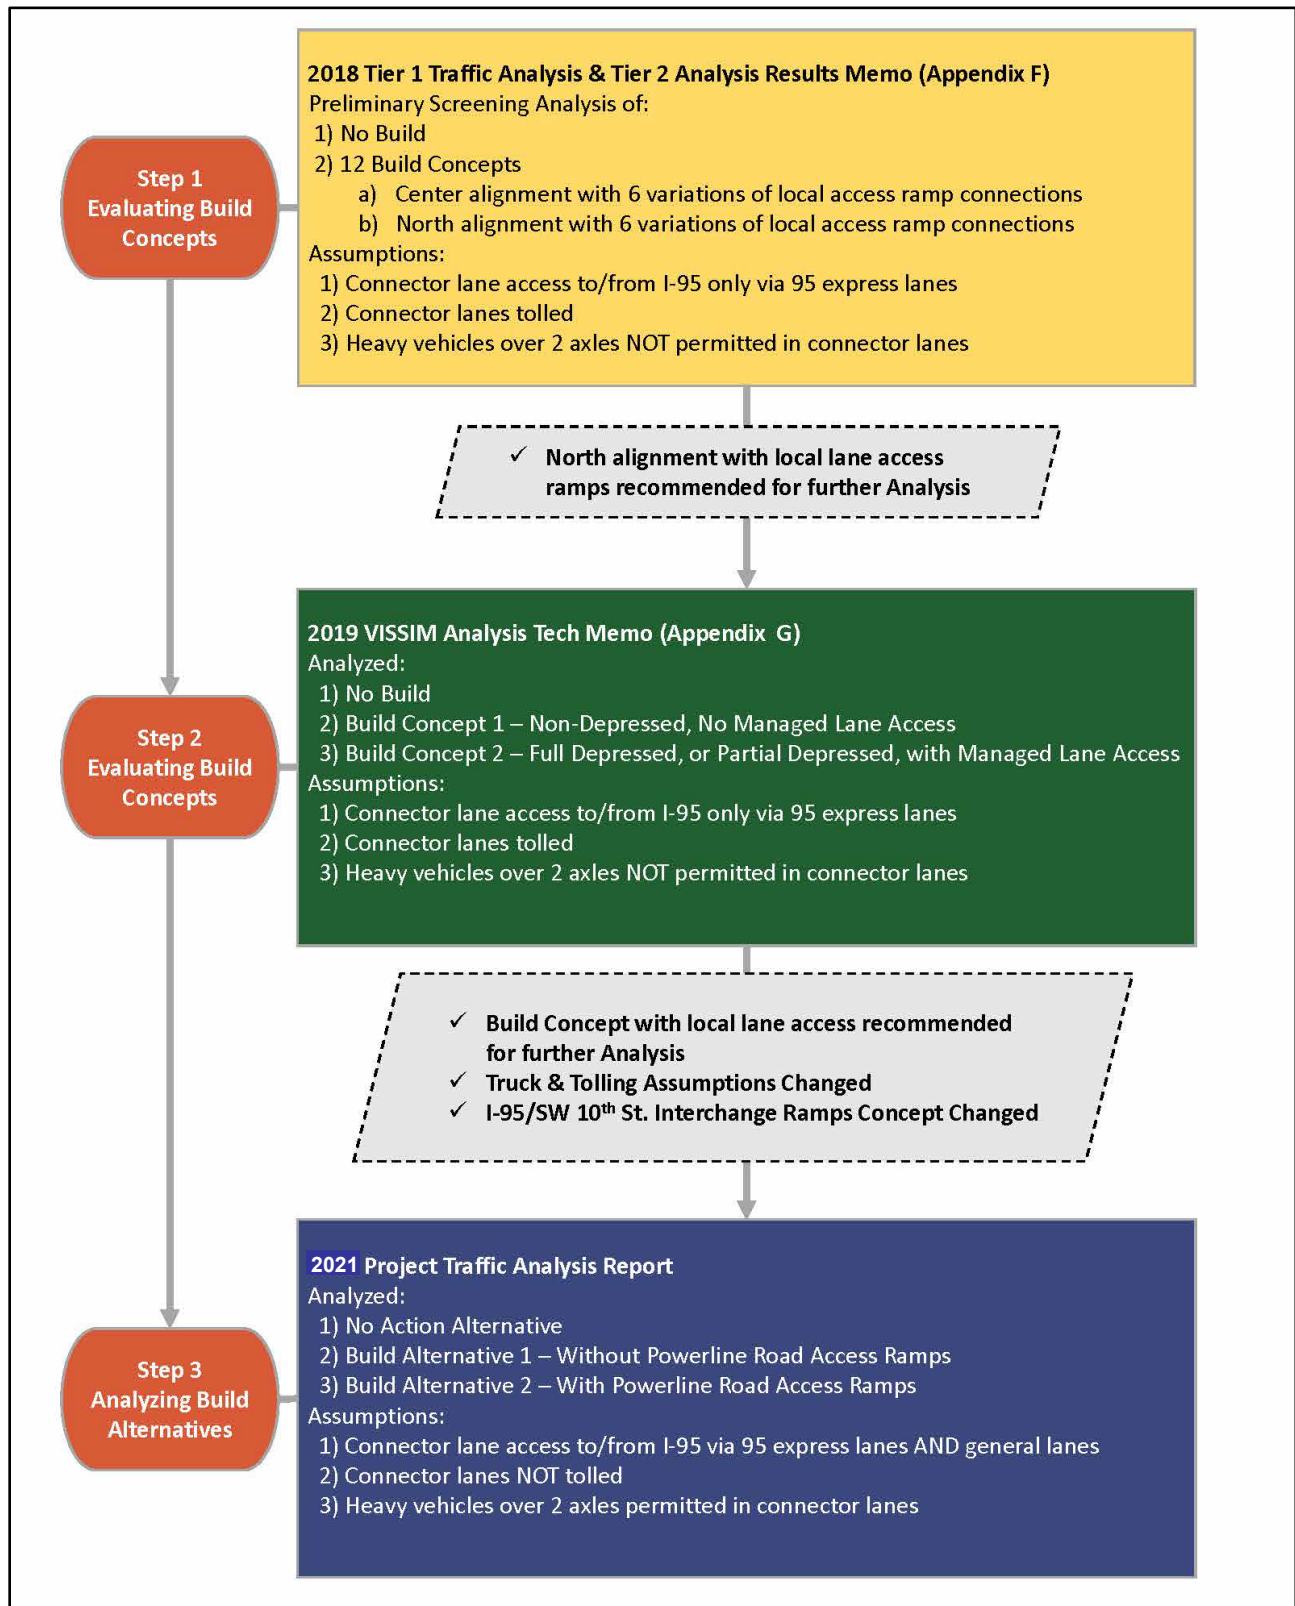 2018 Tier 1 Traffic Analysis & Tier 2 Analysis Results Memo (Appendix F)
Preliminary Screening Analysis of:
1) No Build
2) 12 Build Concepts
a) Center alignment with 6 variations of local access ramp connections
b) North alignment with 6 variations of local access ramp connections
Assumptions:
1) Connector lane access to/from I-95 only via 95 express lanes
2) Connector lanes tolled
3) Heavy vehicles over 2 axles NOT permitted in connector lanes
Step 1
Evaluating Build
Concepts
✓ North alignment with local lane access
ramps recommended for further Analysis
2019 VISSIM Analysis Tech Memo (Appendix G)
Analyzed:
1) No Build
2) Build Concept 1 – Non-Depressed, No Managed Lane Access
3) Build Concept 2 – Full Depressed, or Partial Depressed, with Managed Lane Access
Assumptions:
1) Connector lane access to/from I-95 only via 95 express lanes
2) Connector lanes tolled
3) Heavy vehicles over 2 axles NOT permitted in connector lanes
Step 2
Evaluating Build
Concepts
✓ Build Concept with local lane access recommended
for further Analysis
✓ Truck & Tolling Assumptions Changed
✓ I-95/SW 10th St. Interchange Ramps Concept Changed
2021 Project Traffic Analysis Report
Analyzed:
1) No Action Alternative
2) Build Alternative 1 – Without Powerline Road Access Ramps
3) Build Alternative 2 – With Powerline Road Access Ramps
Assumptions:
1) Connector lane access to/from I-95 via 95 express lanes AND general lanes
2) Connector lanes NOT tolled
3) Heavy vehicles over 2 axles permitted in connector lanes
Step 3
Analyzing Build
Alternatives